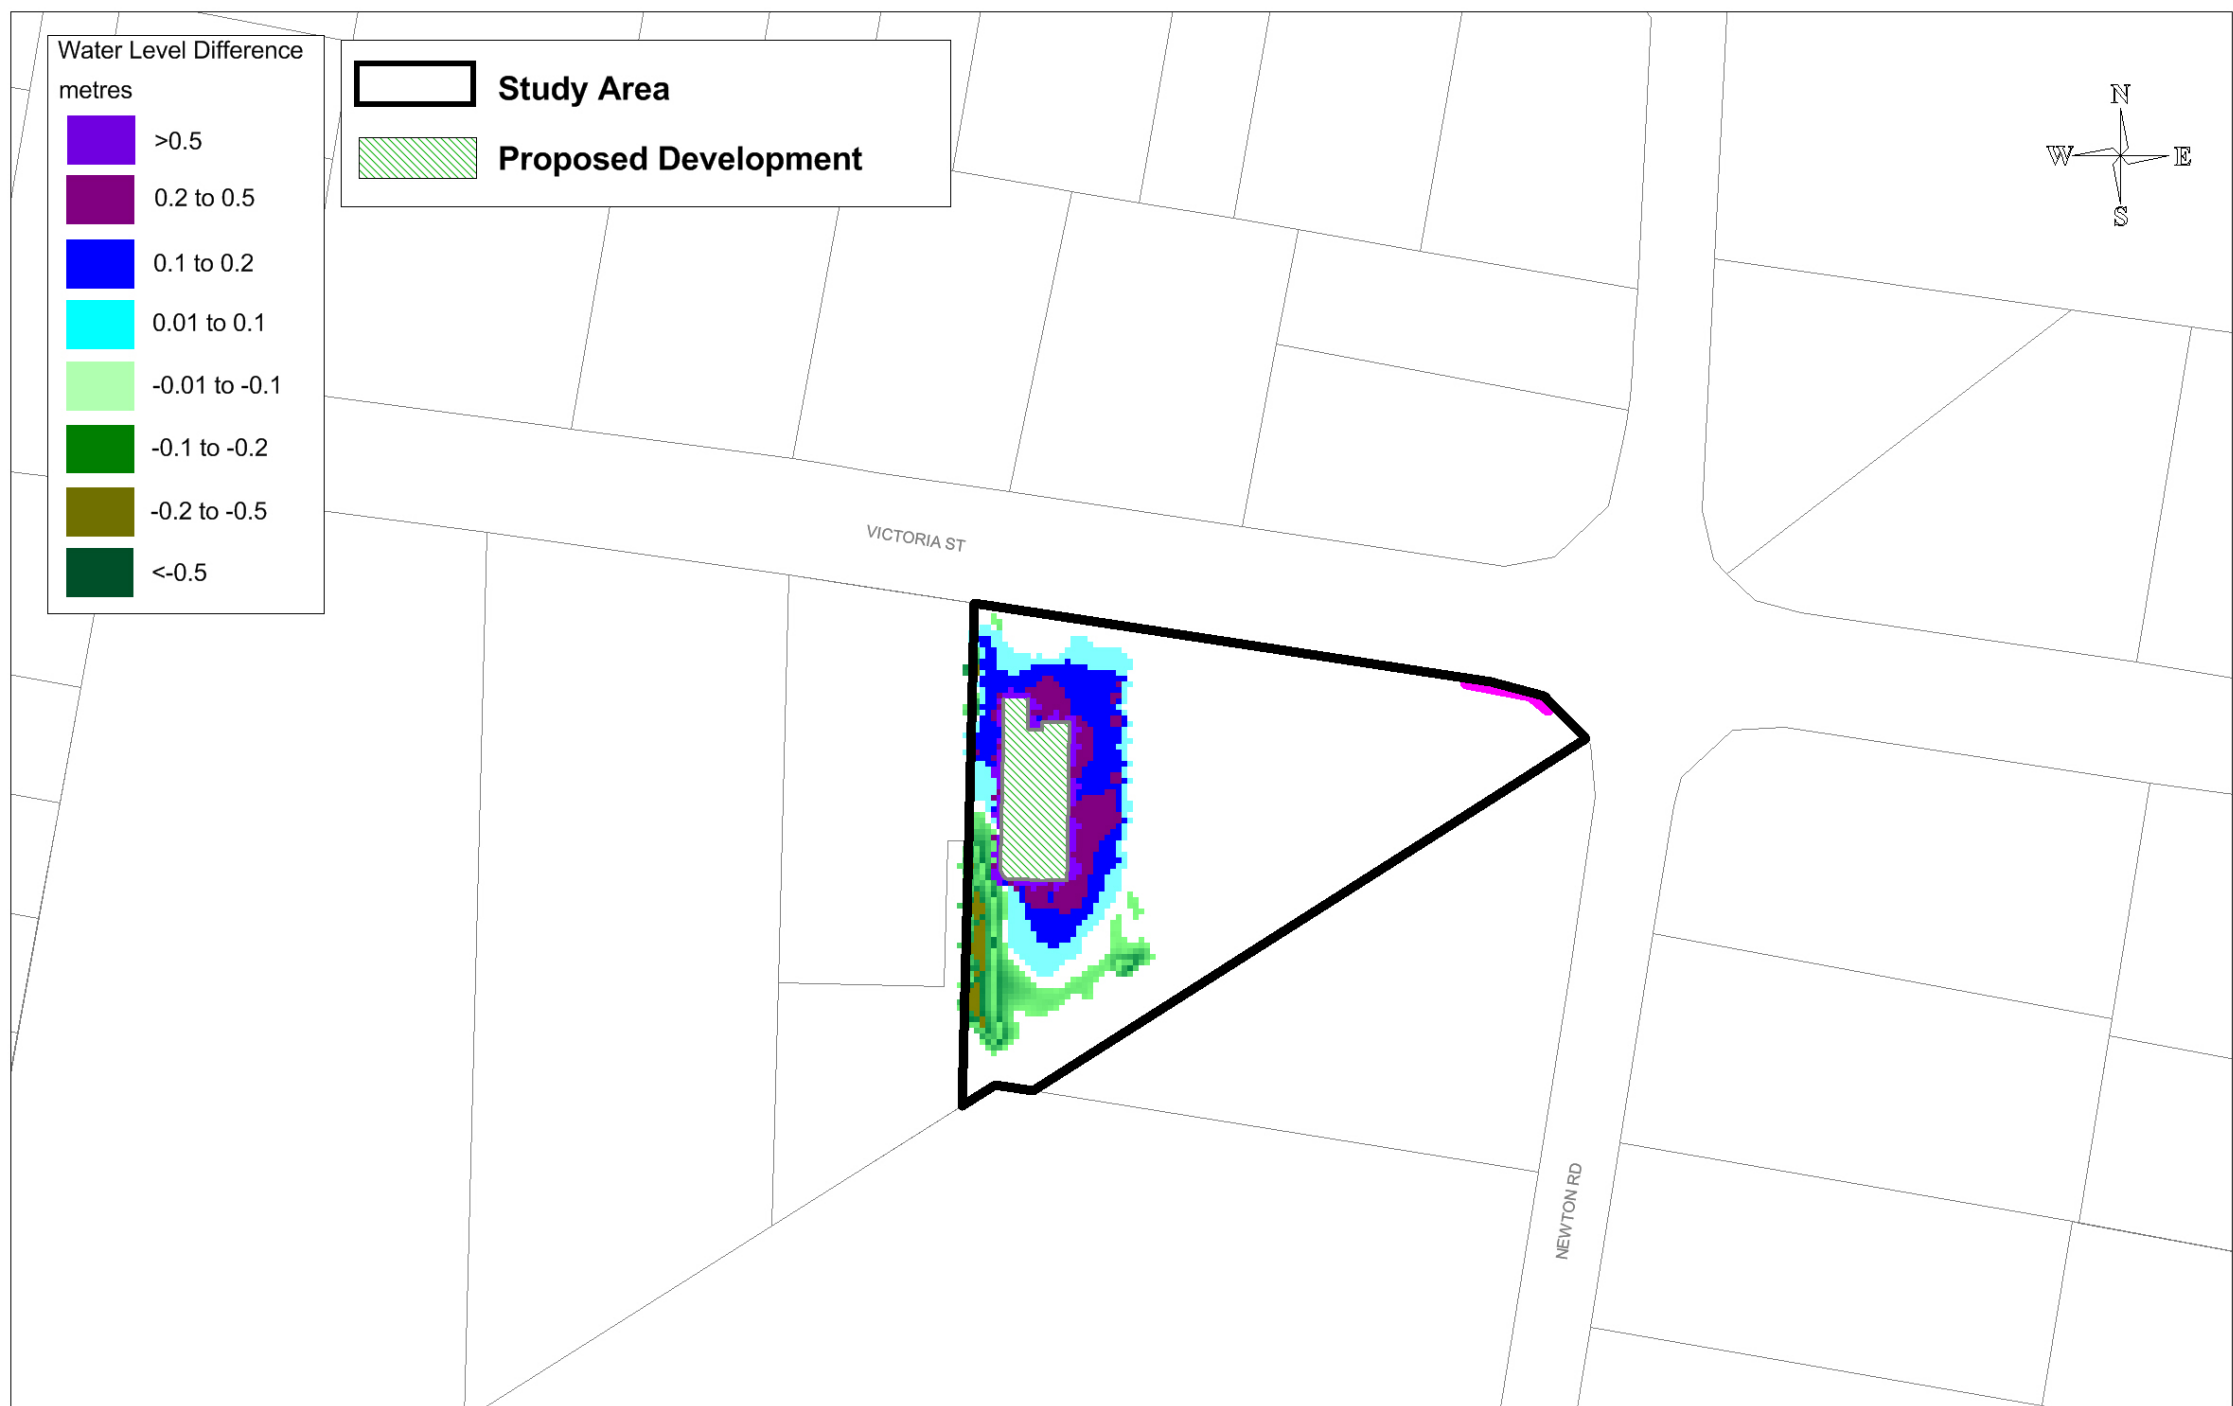 Water Level Difference
metres
>0.5
0.2 to 0.5
0.1 to 0.2
0.01 to 0.1
-0.01 to -0.1
-0.1 to -0.2
-0.2 to -0.5
<-0.5
Study Area
Proposed Development
N
W E
S
VICTORIA ST
NEWTON RD